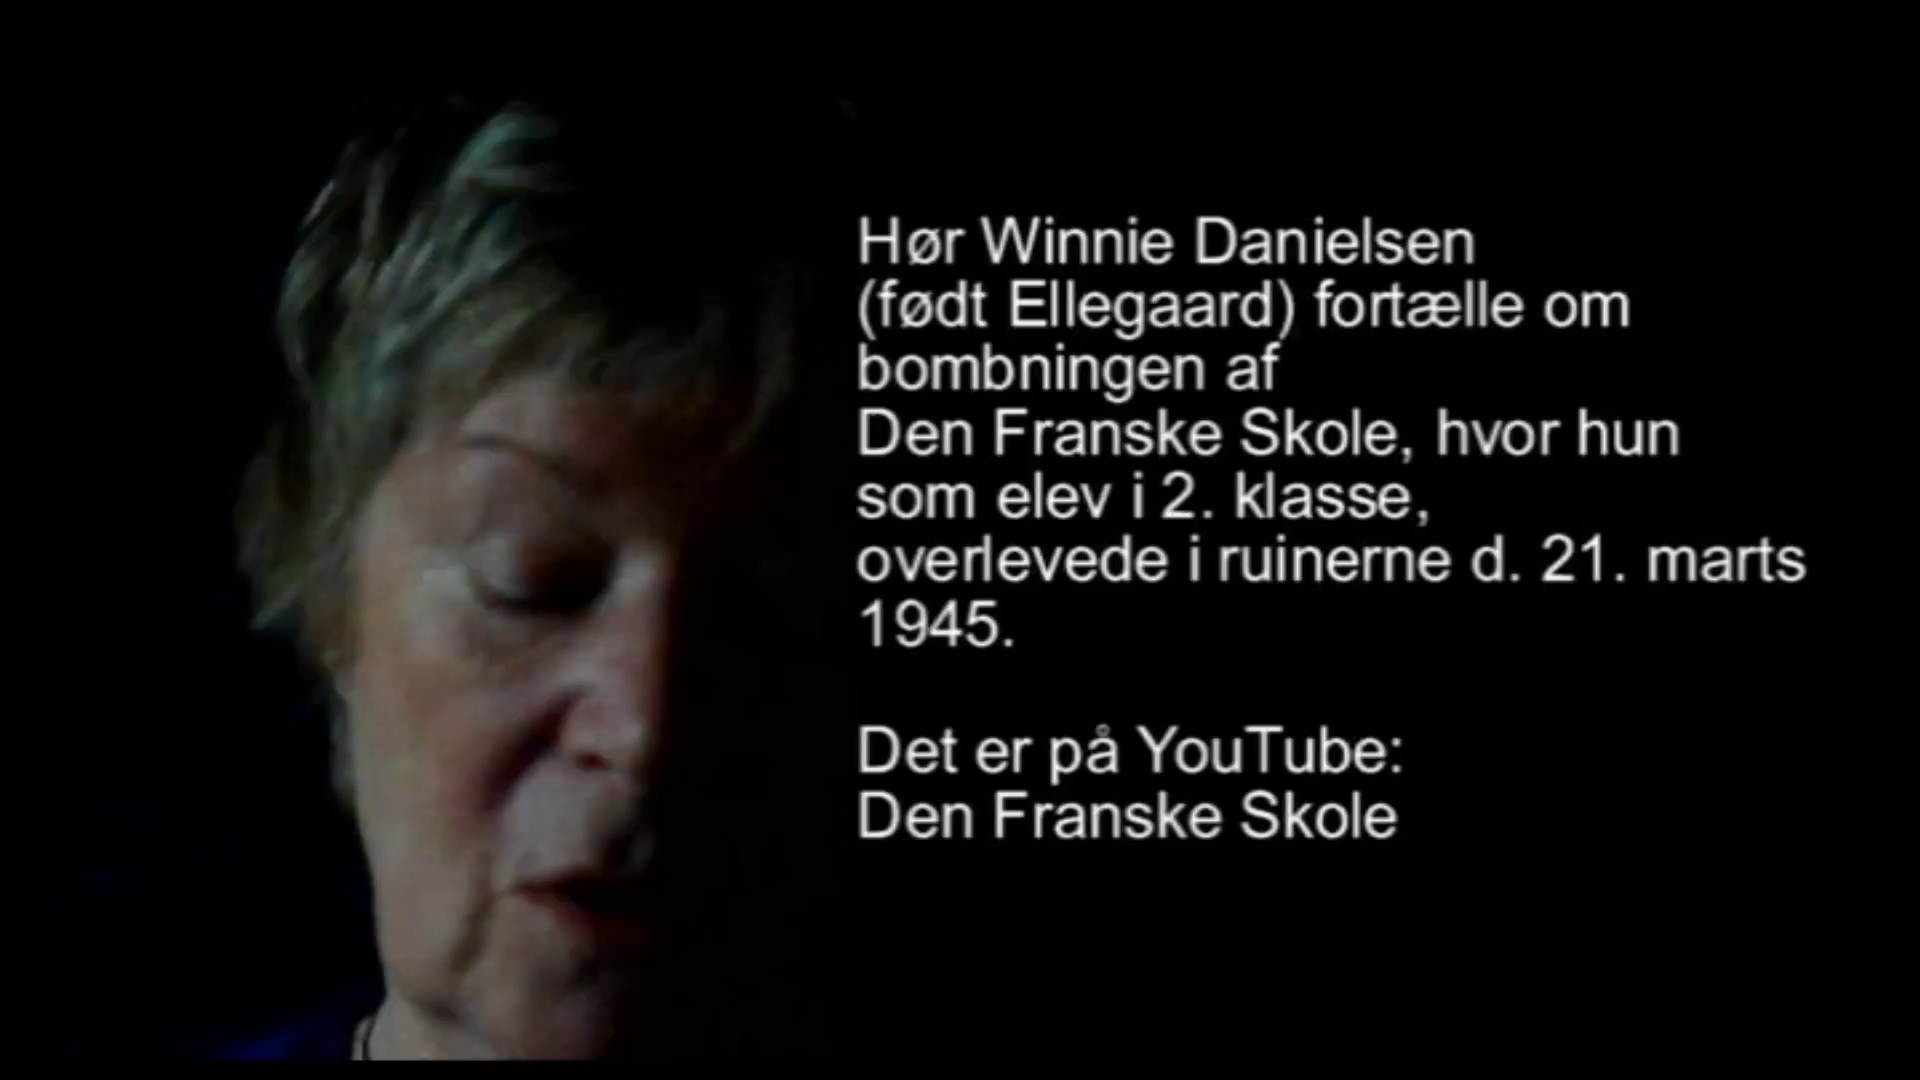 Hør Winnie Danielsen
(født Ellegaard) fortælle om
bombningen af
Den Franske Skole, hvor hun
som elev i 2. klasse,
overlevede i ruinerne d. 21. marts
1945.
Det er på YouTube:
Den Franske Skole